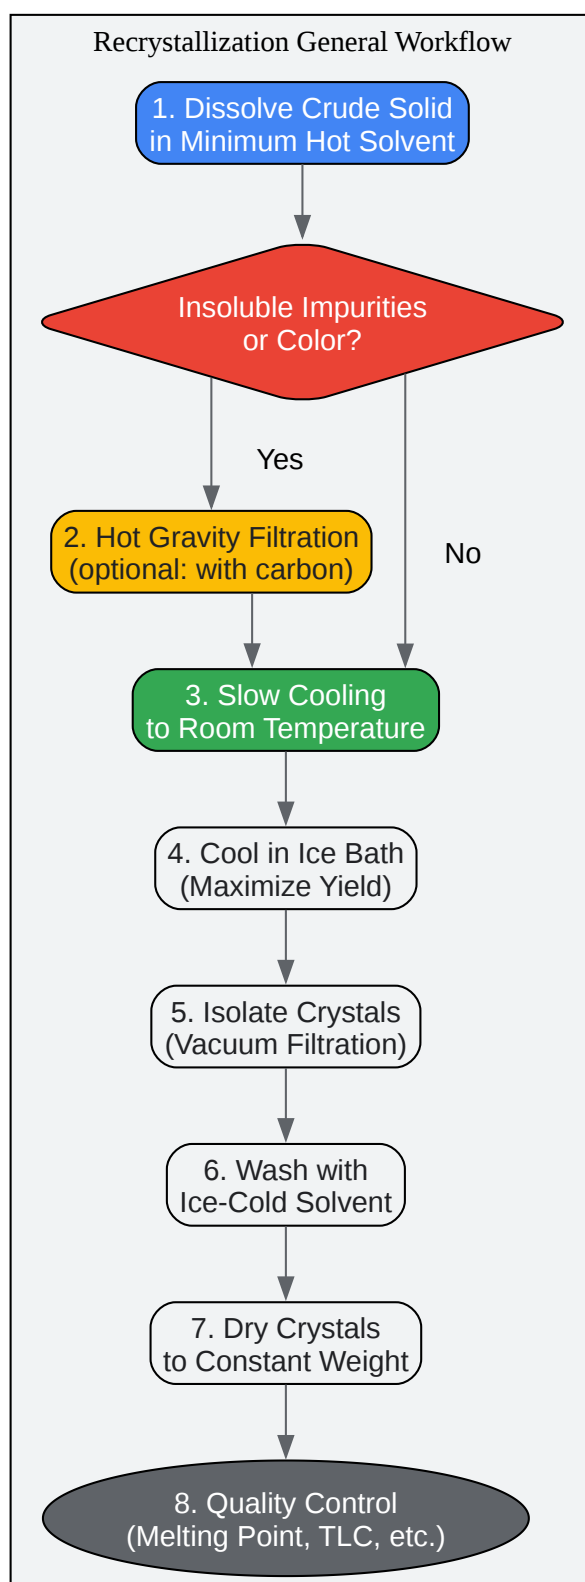 Recrystallization General Workflow
1. Dissolve Crude Solid
in Minimum Hot Solvent
Insoluble Impurities
or Color?
Yes
2. Hot Gravity Filtration
(optional: with carbon)
No
3. Slow Cooling
to Room Temperature
4. Cool in Ice Bath
(Maximize Yield)
5. Isolate Crystals
(Vacuum Filtration)
6. Wash with
Ice-Cold Solvent
7. Dry Crystals
to Constant Weight
8. Quality Control
(Melting Point, TLC, etc.)